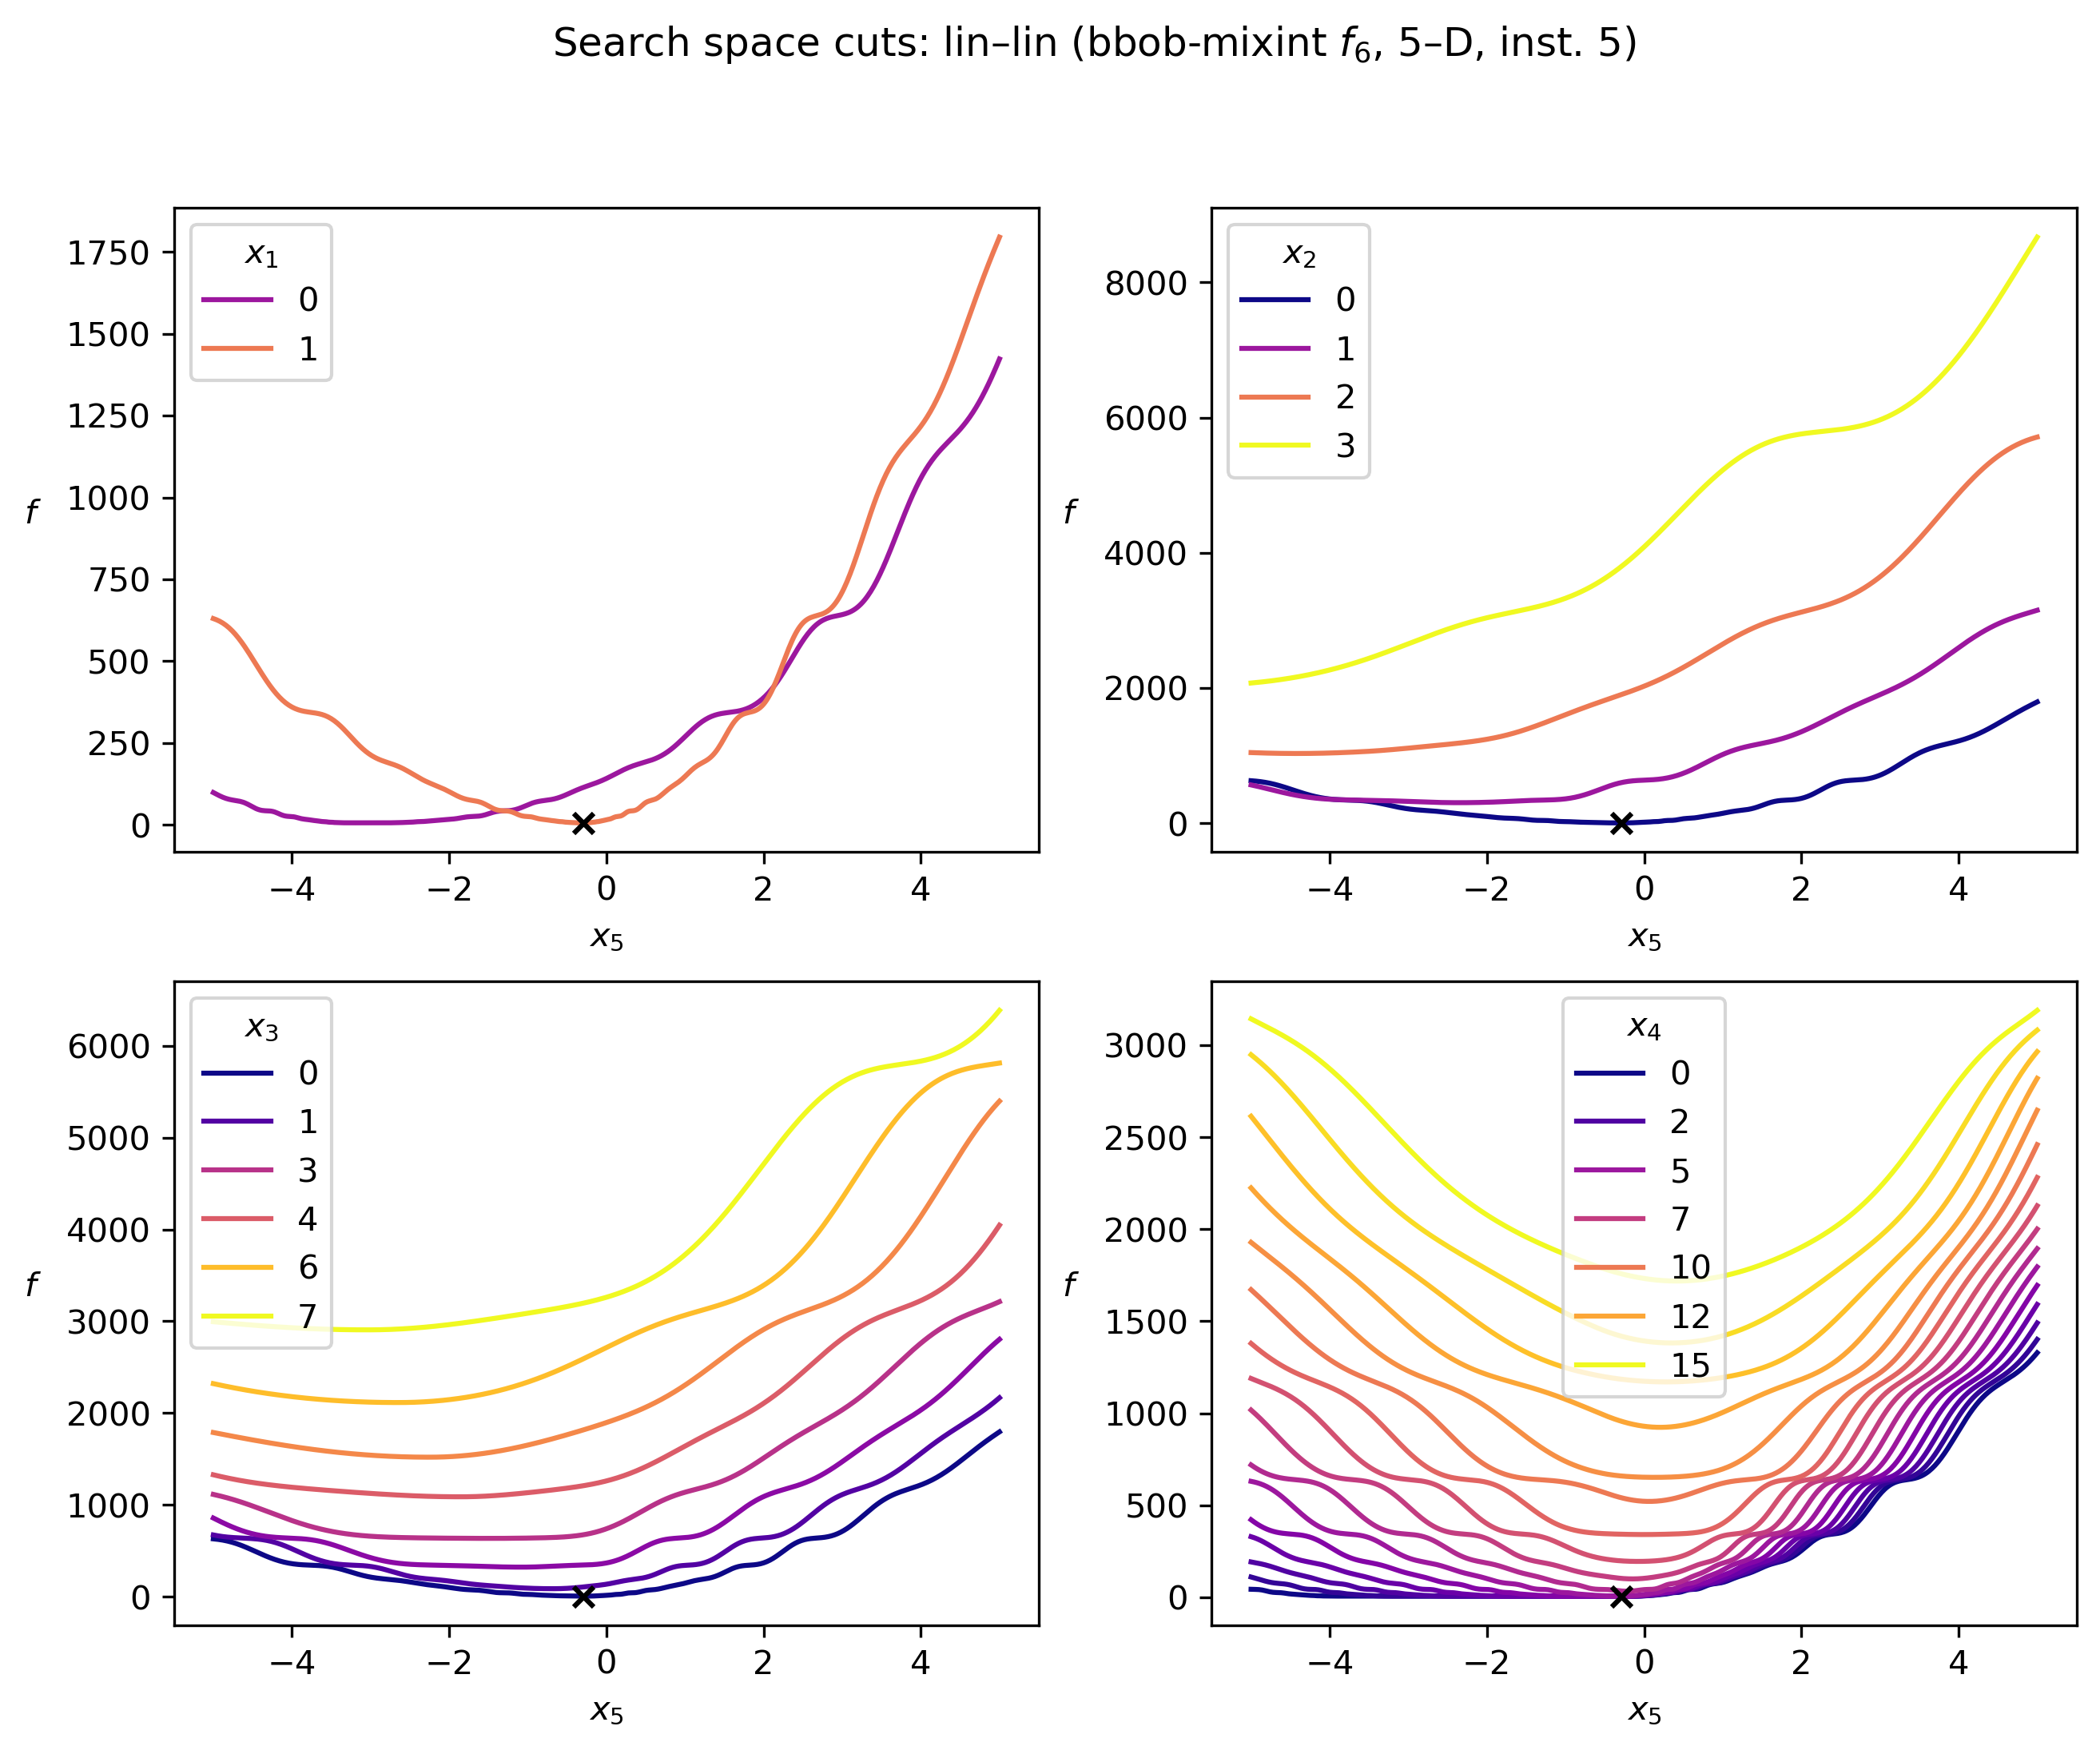 Search space cuts: lin–lin (bbob-mixint f₆, 5–D, inst. 5)
x₁
0
1
1750
1500
1250
1000
750
500
250
0
f
−4 −2 0 2 4
x₅
x₂
0
1
2
3
8000
6000
4000
2000
0
f
−4 −2 0 2 4
x₅
x₃
0
1
3
4
6
7
6000
5000
4000
3000
2000
1000
0
f
−4 −2 0 2 4
x₅
x₄
0
2
5
7
10
12
15
3000
2500
2000
1500
1000
500
0
f
−4 −2 0 2 4
x₅